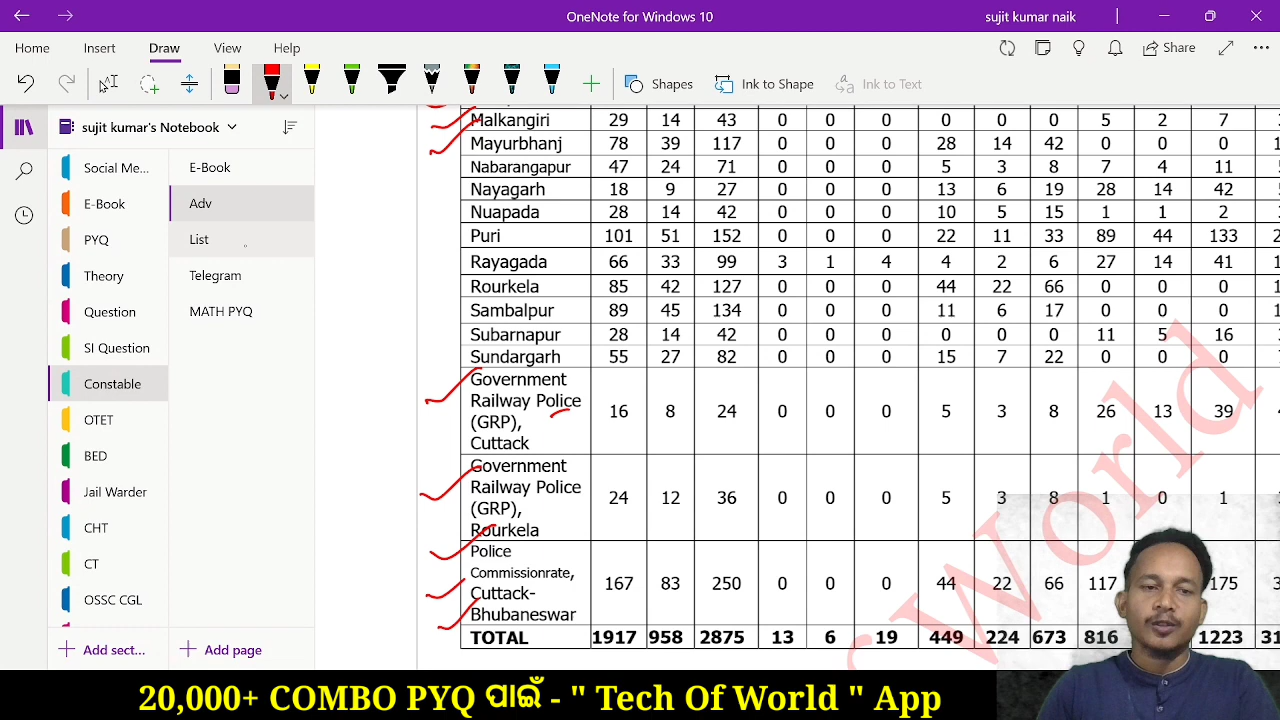 OneNote for Windows 10
sujit kumar naik
Home Insert Draw View Help
Share
Shapes Ink to Shape Ink to Text
sujit kumar's Notebook
Social Me...
E-Book
PYQ
Theory
Question
SI Question
Constable
OTET
BED
Jail Warder
CHT
CT
OSSC CGL
Add sect...
E-Book
Adv
List
Telegram
MATH PYQ
Add page
Malkangiri 29 14 43 0 0 0 0 0 0 5 2 7
Mayurbhanj 78 39 117 0 0 0 28 14 42 0 0 0
Nabarangapur 47 24 71 0 0 0 5 3 8 7 4 11
Nayagarh 18 9 27 0 0 0 13 6 19 28 14 42
Nuapada 28 14 42 0 0 0 10 5 15 1 1 2
Puri 101 51 152 0 0 0 22 11 33 89 44 133
Rayagada 66 33 99 3 1 4 4 2 6 27 14 41
Rourkela 85 42 127 0 0 0 44 22 66 0 0 0
Sambalpur 89 45 134 0 0 0 11 6 17 0 0 0
Subarnapur 28 14 42 0 0 0 0 0 0 11 5 16
Sundargarh 55 27 82 0 0 0 15 7 22 0 0 0
Government
Railway Police
(GRP),
Cuttack
16 8 24 0 0 0 5 3 8 26 13 39
Government
Railway Police
(GRP),
Rourkela
24 12 36 0 0 0 5 3 8 1 0 1
Police
Commissionrate,
Cuttack-
Bhubaneswar
167 83 250 0 0 0 44 22 66 117 175
TOTAL 1917 958 2875 13 6 19 449 224 673 816 1223
World
20,000+ COMBO PYQ ପାଇଁ - " Tech Of World " App